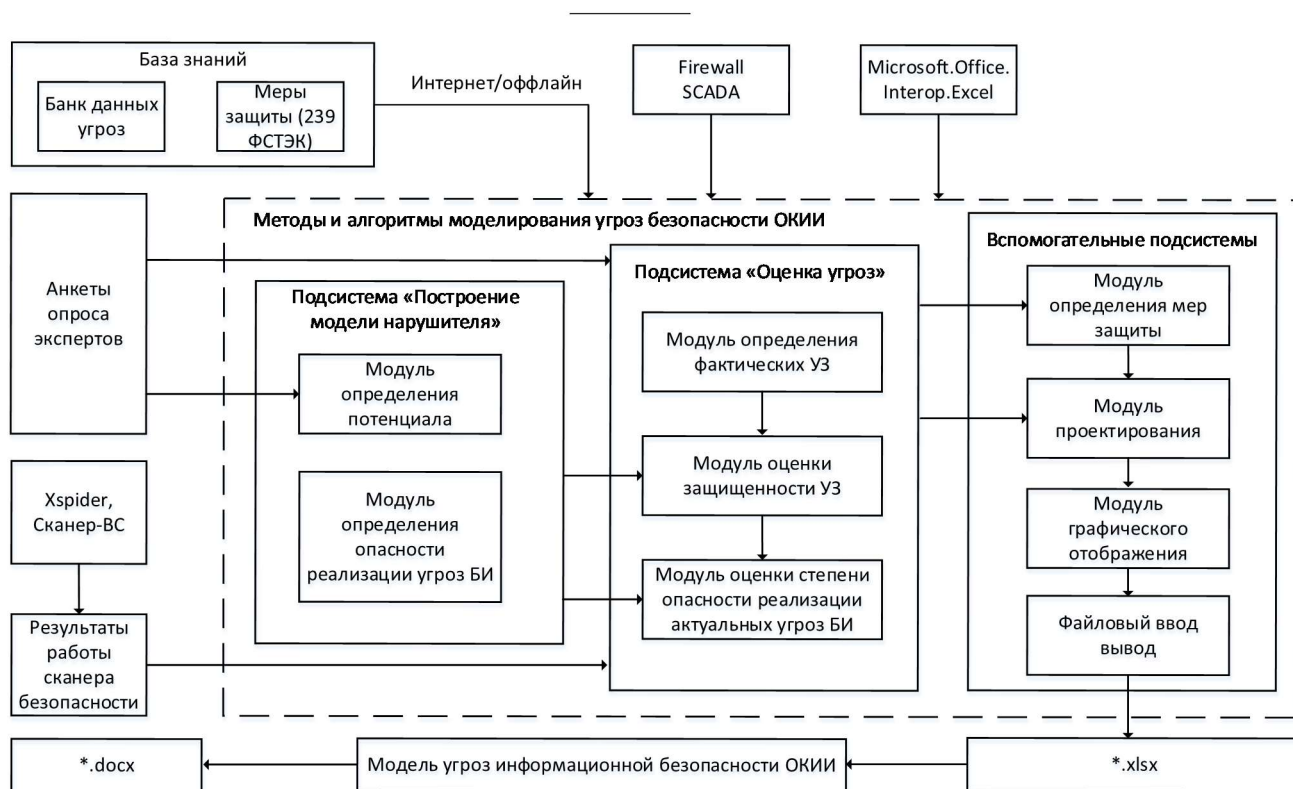 База знаний
Банк данных
угроз
Меры
защиты (239
ФСТЭК)
Интернет/оффлайн
Firewall
SCADA
Microsoft.Office.
Interop.Excel
Анкеты
опроса
экспертов
Методы и алгоритмы моделирования угроз безопасности ОКИИ
Подсистема «Построение
модели нарушителя»
Модуль
определения
потенциала
Модуль
определения
опасности
реализации угроз БИ
Подсистема «Оценка угроз»
Модуль определения
фактических УЗ
Модуль оценки
защищенности УЗ
Модуль оценки степени
опасности реализации
актуальных угроз БИ
Вспомогательные подсистемы
Модуль
определения мер
защиты
Модуль
проектирования
Модуль
графического
отображения
Файловый ввод
вывод
Xspider,
Сканер-ВС
Результаты
работы
сканера
безопасности
*.docx
Модель угроз информационной безопасности ОКИИ
*.xlsx